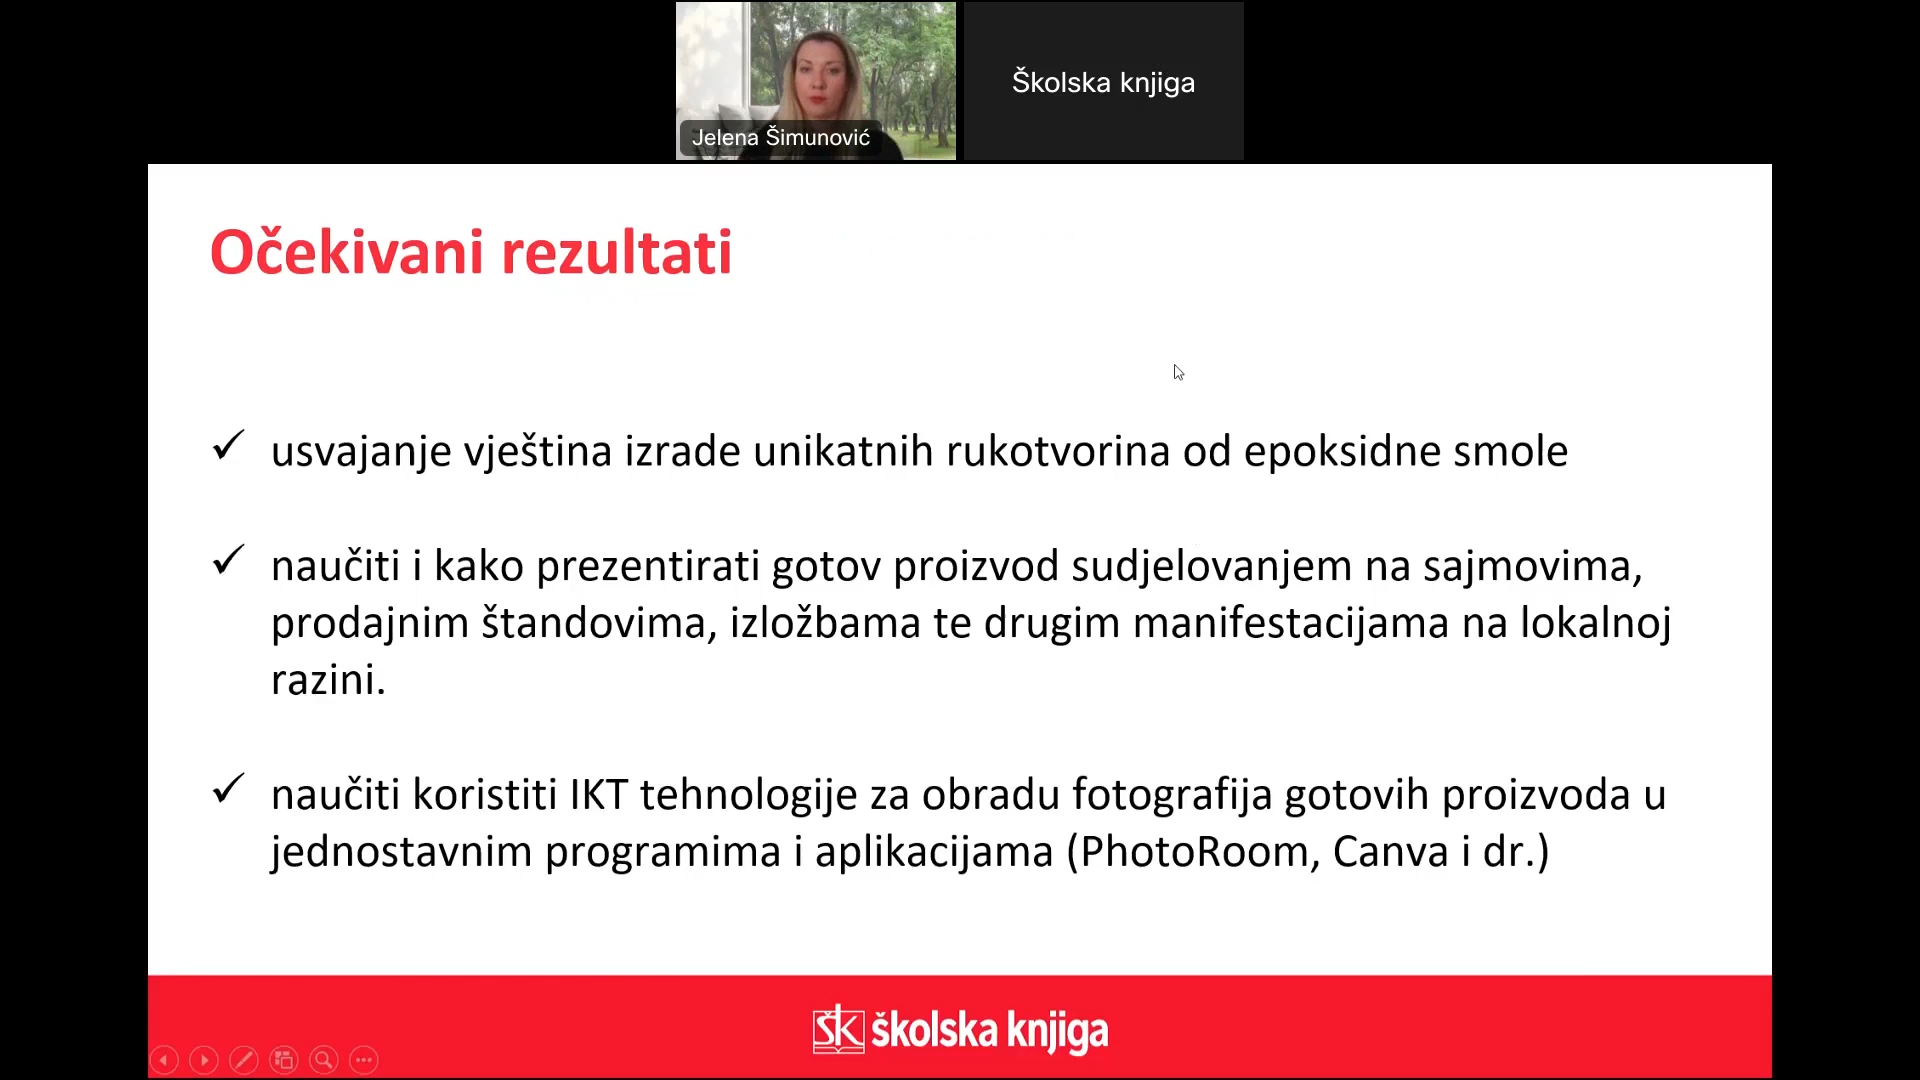 Jelena Šimunović
Školska knjiga
Očekivani rezultati
✓ usvajanje vještina izrade unikatnih rukotvorina od epoksidne smole
✓ naučiti i kako prezentirati gotov proizvod sudjelovanjem na sajmovima,
prodajnim štandovima, izložbama te drugim manifestacijama na lokalnoj
razini.
✓ naučiti koristiti IKT tehnologije za obradu fotografija gotovih proizvoda u
jednostavnim programima i aplikacijama (PhotoRoom, Canva i dr.)
ŠK školska knjiga